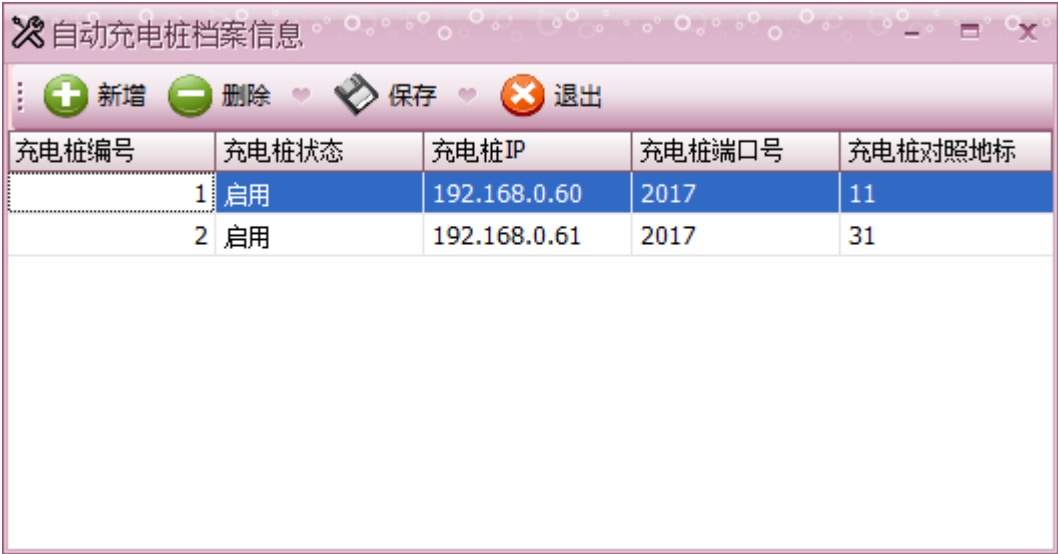 自动充电桩档案信息
新增 删除 保存 退出
充电桩编号 充电桩状态 充电桩IP 充电桩端口号 充电桩对照地标
1 启用 192.168.0.60 2017 11
2 启用 192.168.0.61 2017 31